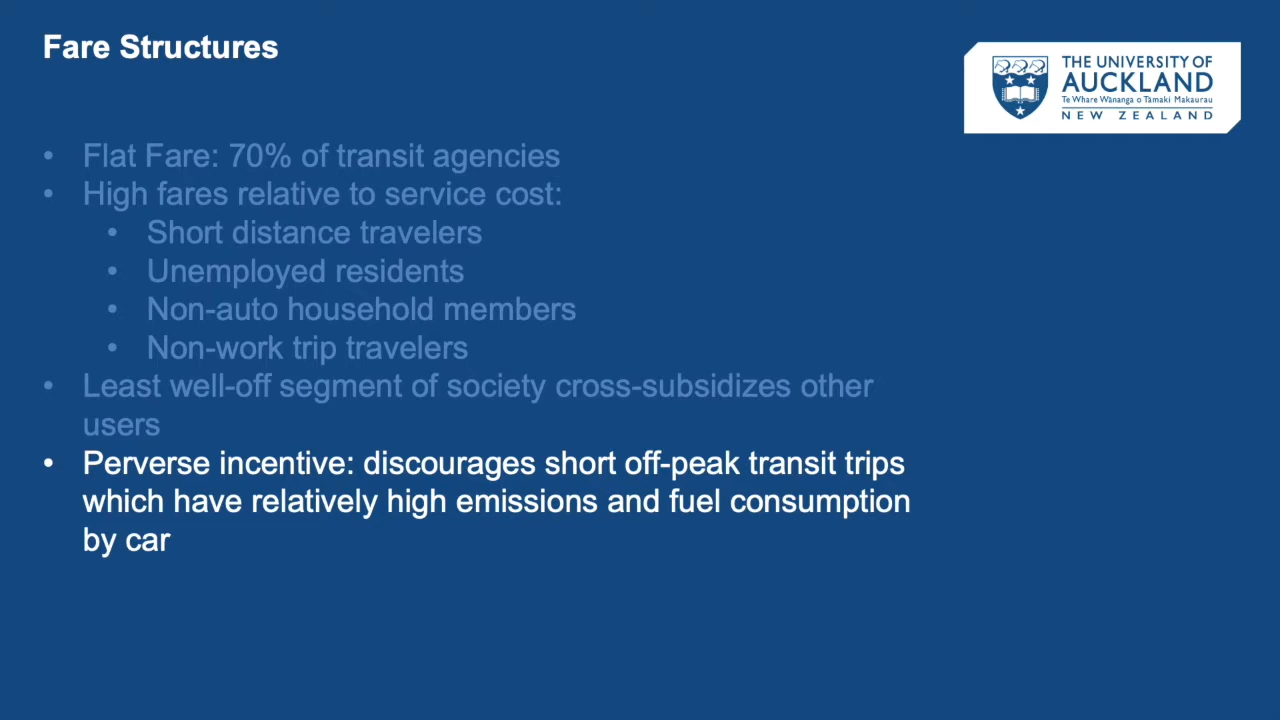 Fare Structures
THE UNIVERSITY OF
AUCKLAND
Te Whare Wānanga o Tāmaki Makaurau
NEW ZEALAND
• Flat Fare: 70% of transit agencies
• High fares relative to service cost:
• Short distance travelers
• Unemployed residents
• Non-auto household members
• Non-work trip travelers
• Least well-off segment of society cross-subsidizes other
users
• Perverse incentive: discourages short off-peak transit trips
which have relatively high emissions and fuel consumption
by car